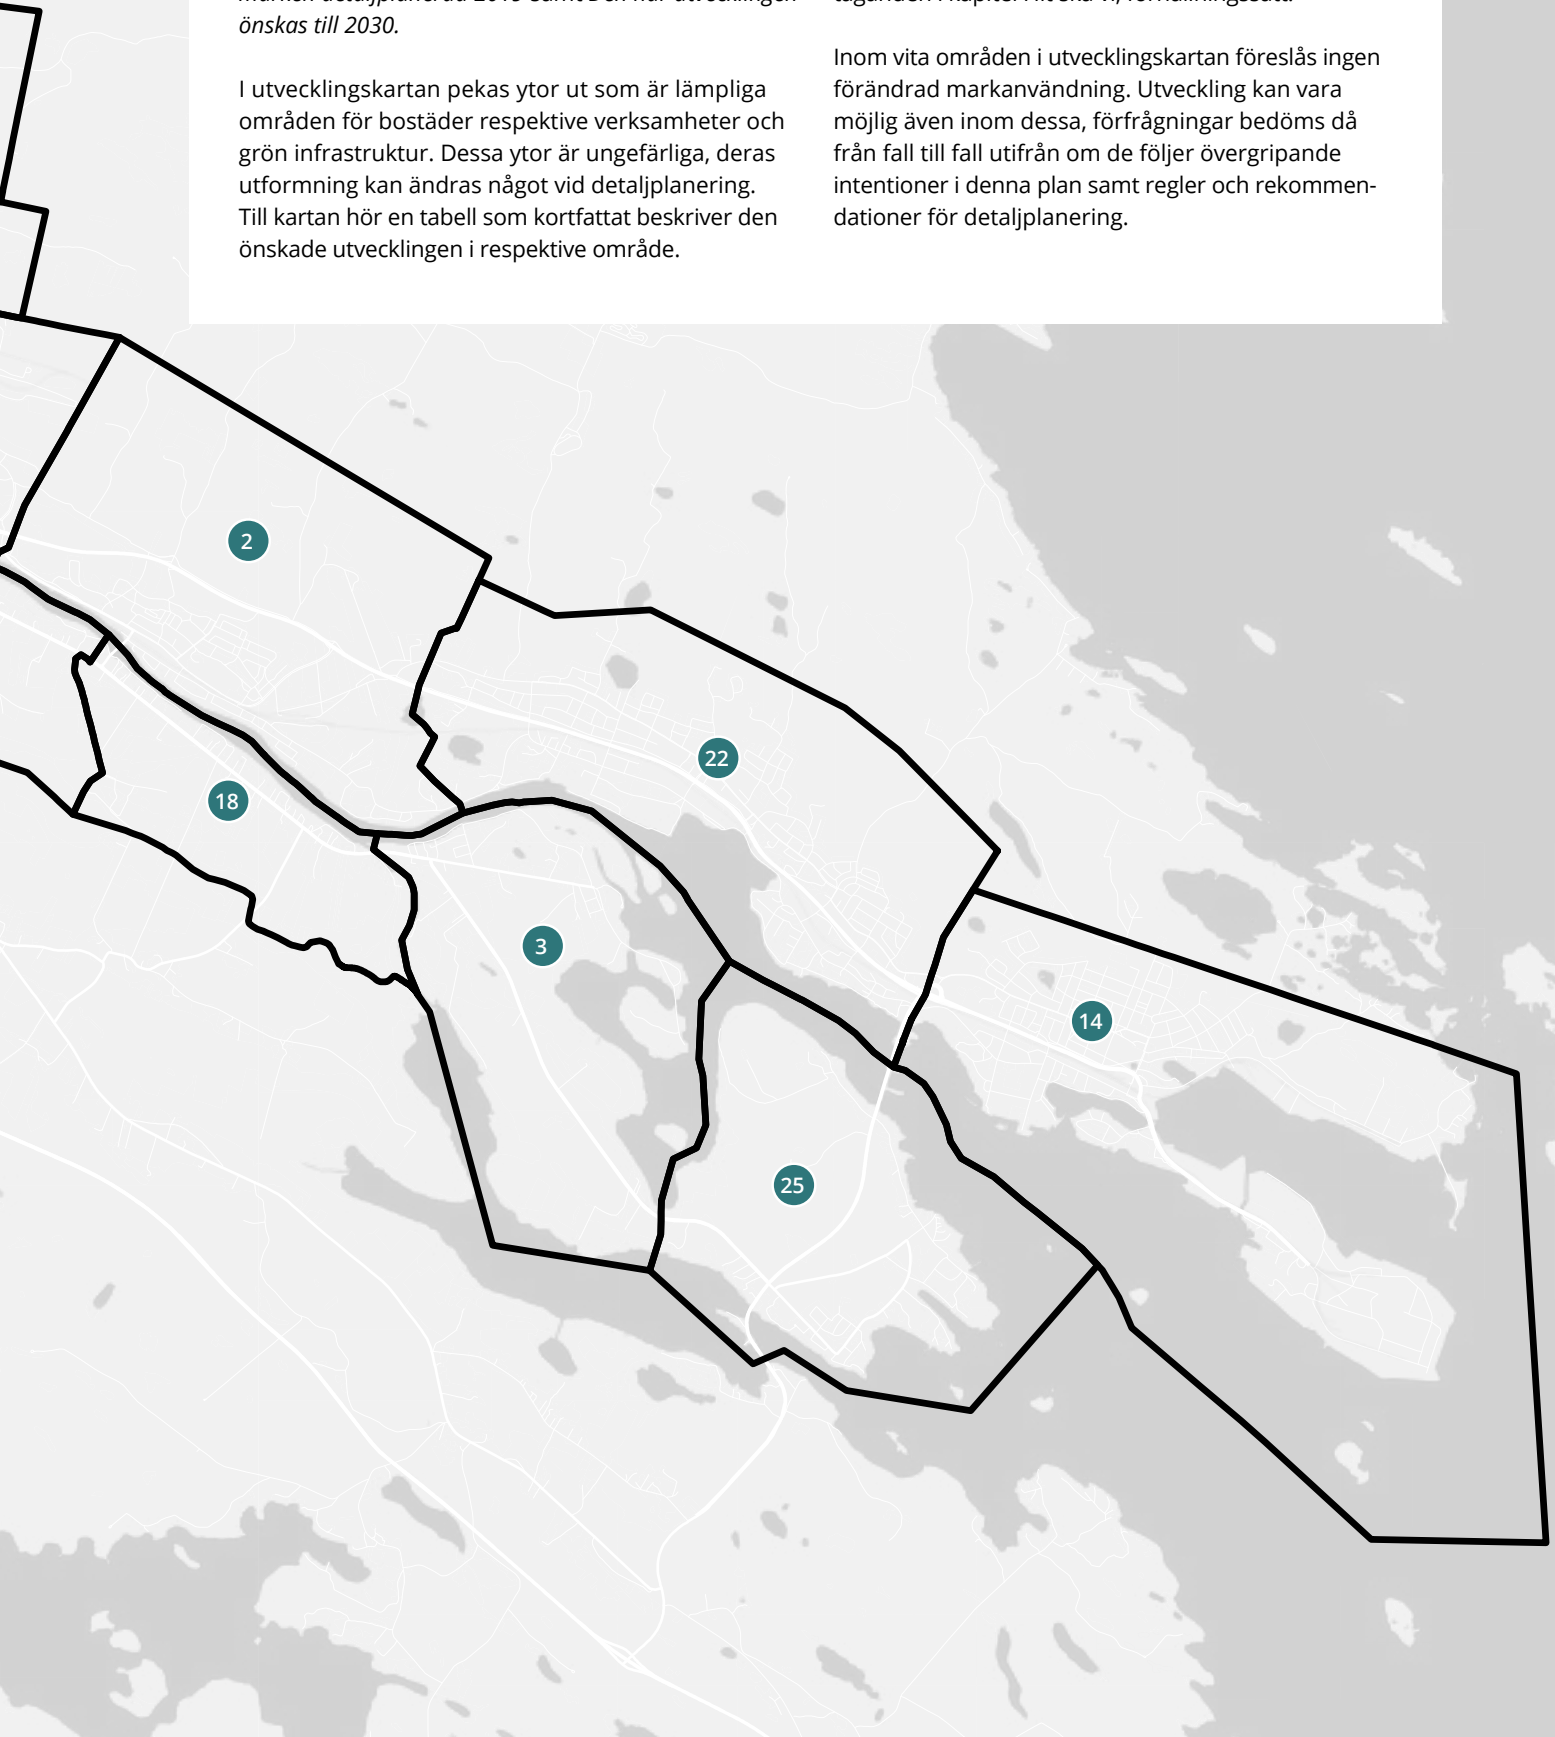 önskas till 2030.
I utvecklingskartan pekas ytor ut som är lämpliga
områden för bostäder respektive verksamheter och
grön infrastruktur. Dessa ytor är ungefärliga, deras
utformning kan ändras något vid detaljplanering.
Till kartan hör en tabell som kortfattat beskriver den
önskade utvecklingen i respektive område.
Inom vita områden i utvecklingskartan föreslås ingen
förändrad markanvändning. Utveckling kan vara
möjlig även inom dessa, förfrågningar bedöms då
från fall till fall utifrån om de följer övergripande
intentioner i denna plan samt regler och rekommen-
dationer för detaljplanering.
2
22
18
3
14
25